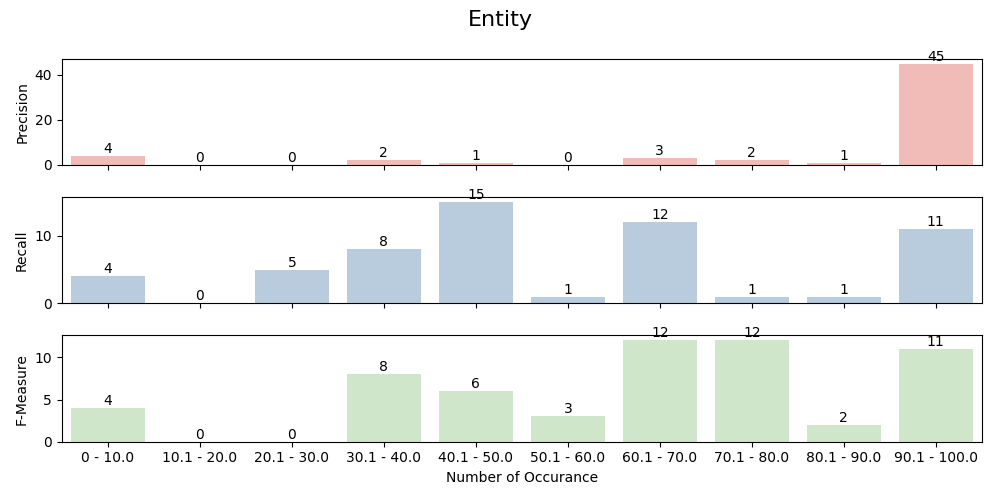 Entity
Precision
40
20
0
4
0
0
2
1
0
3
2
1
45
Recall
10
0
4
0
5
8
15
1
12
1
1
11
F-Measure
10
5
0
4
0
0
8
6
3
12
12
2
11
0 - 10.0
10.1 - 20.0
20.1 - 30.0
30.1 - 40.0
40.1 - 50.0
50.1 - 60.0
60.1 - 70.0
70.1 - 80.0
80.1 - 90.0
90.1 - 100.0
Number of Occurance